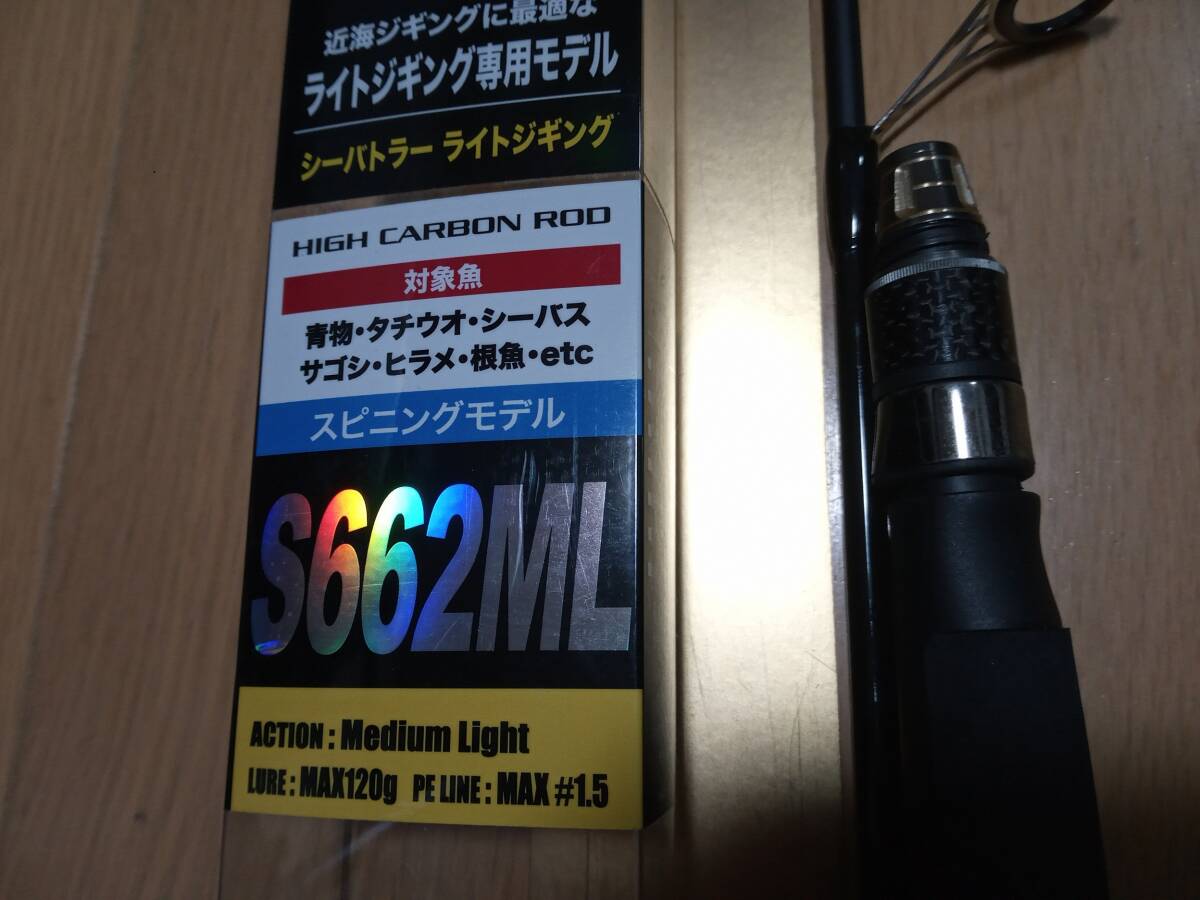 近海ジギングに最適な
ライトジギング専用モデル
シーバトラー ライトジギング
HIGH CARBON ROD
対象魚
青物・タチウオ・シーバス
サゴシ・ヒラメ・根魚・etc
スピニングモデル
S662ML
ACTION : Medium Light
LURE : MAX120g PE LINE : MAX #1.5